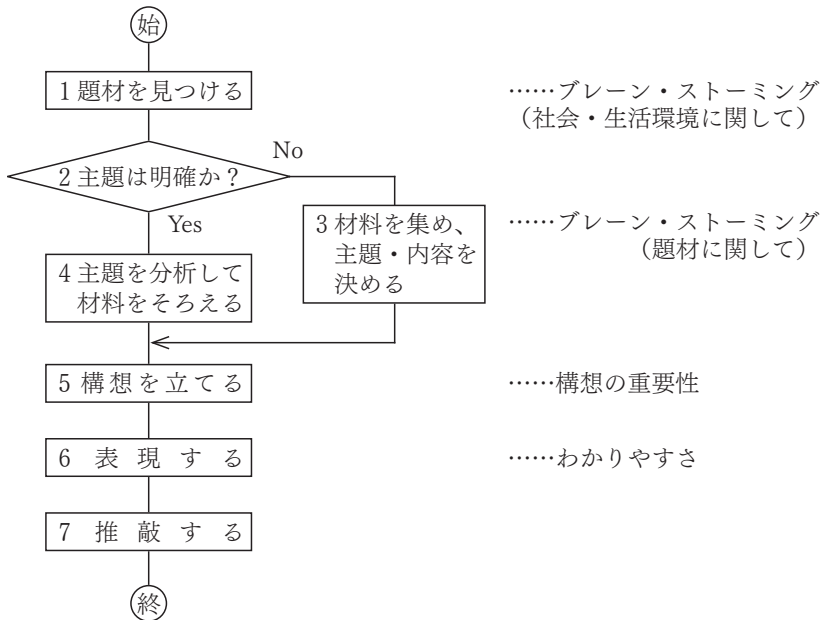 始
1 題材を見つける
……ブレーン・ストーミング
(社会・生活環境に関して)
2 主題は明確か?
No
Yes
3 材料を集め、
主題・内容を
決める
……ブレーン・ストーミング
(題材に関して)
4 主題を分析して
材料をそろえる
5 構想を立てる
……構想の重要性
6 表現する
……わかりやすさ
7 推敲する
終